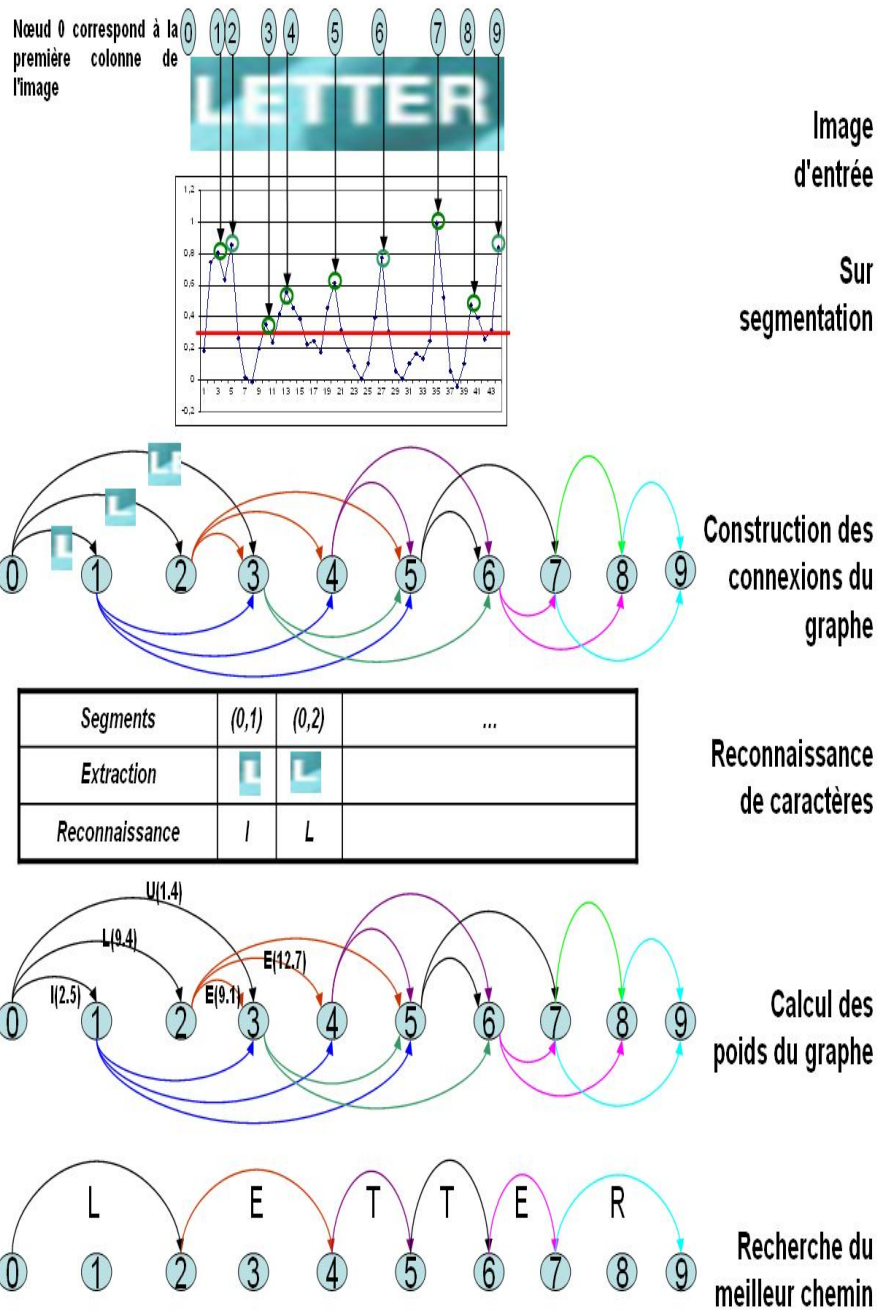 Nœud 0 correspond à la
première colonne de
l'image
0 1 2 3 4 5 6 7 8 9
LETTER
Image
d'entrée
1,2
1
0,8
0,6
0,4
0,2
0
-0,2
1 3 5 7 9 11 13 15 17 19 21 23 25 27 29 31 33 35 37 39 41 43
Sur
segmentation
LE
L
L
0 1 2 3 4 5 6 7 8 9
Construction des
connexions du
graphe
Segments (0,1) (0,2) ...
Extraction L L
Reconnaissance I L
Reconnaissance
de caractères
U(1.4)
L(9.4)
E(12.7)
I(2.5)
E(9.1)
0 1 2 3 4 5 6 7 8 9
Calcul des
poids du graphe
L E T T E R
0 1 2 3 4 5 6 7 8 9
Recherche du
meilleur chemin